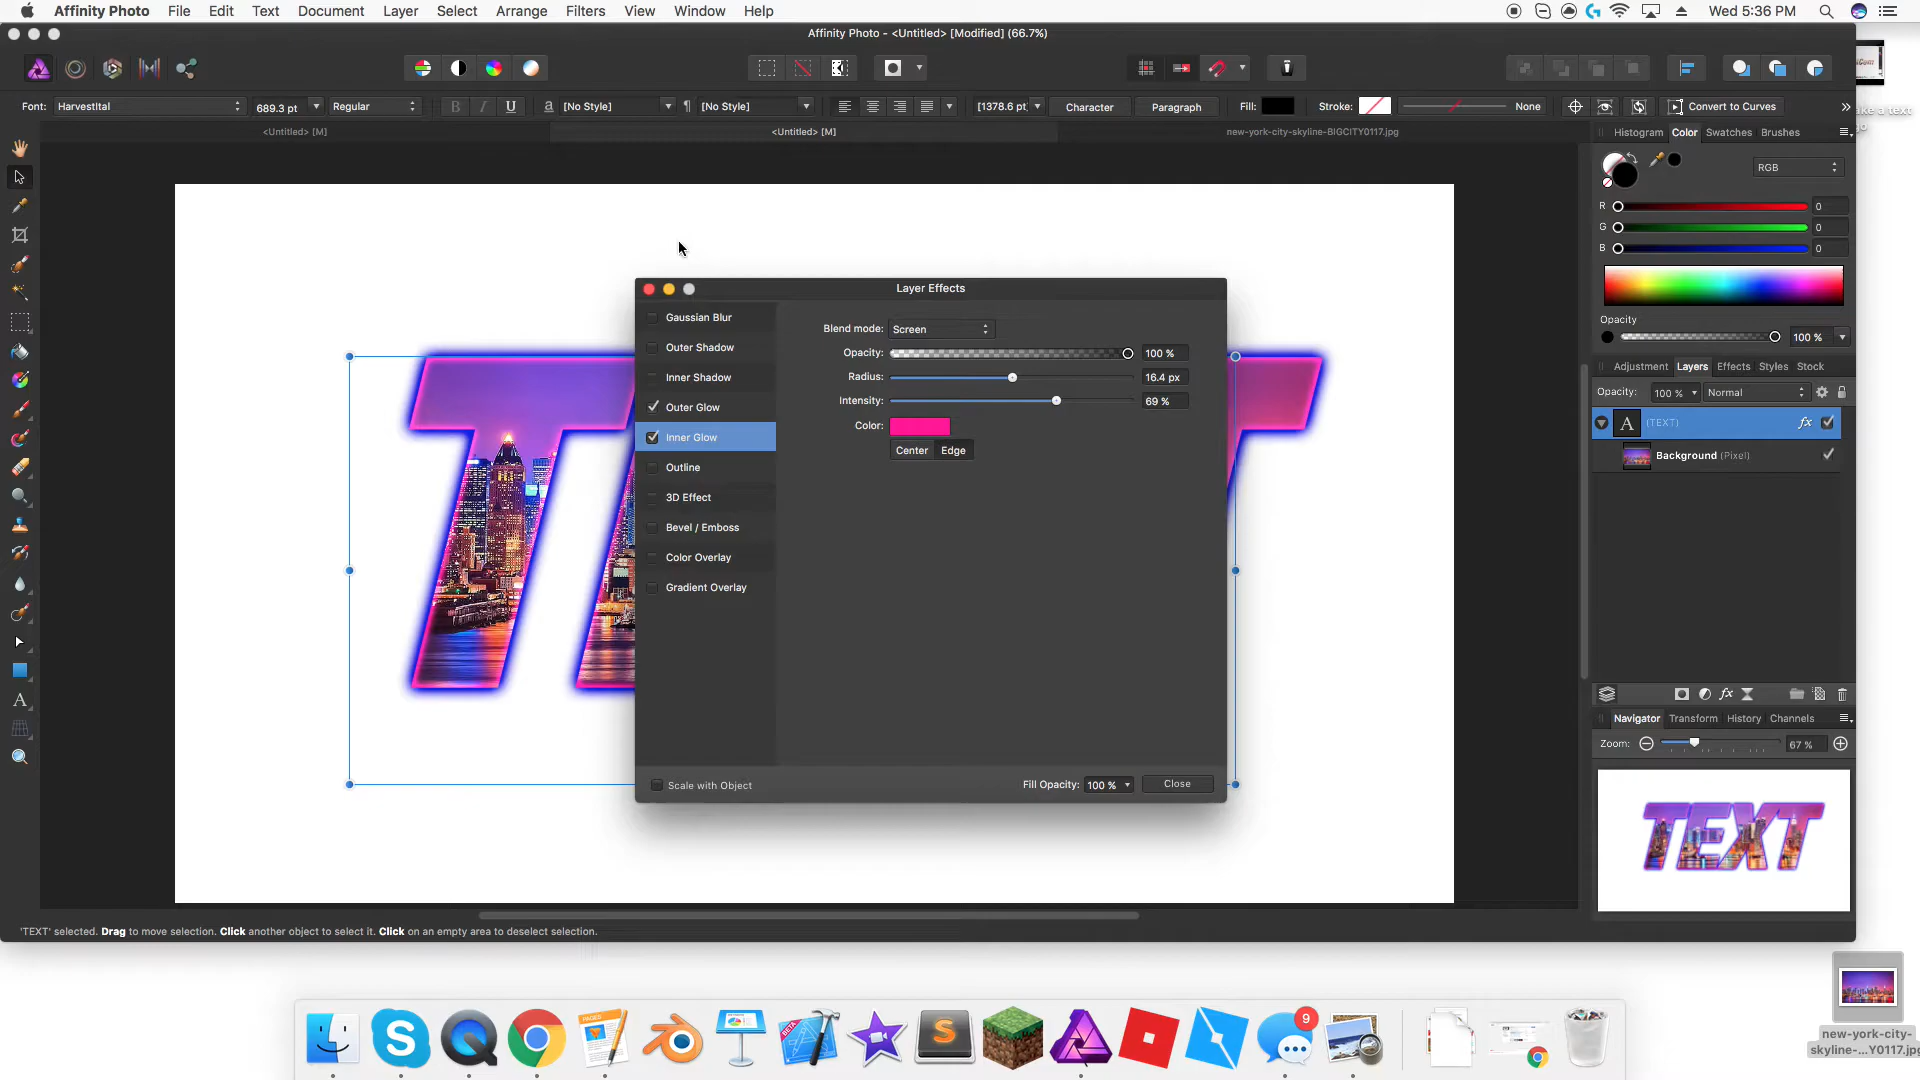 Affinity Photo File Edit Text Document Layer Select Arrange Filters View Window Help Wed 5:36 PM
Affinity Photo - <Untitled> [Modified] (66.7%)
Font: HarvestItal 689.3 pt Regular B I U a [No Style] ¶ [No Style] [1378.6 pt] Character Paragraph Fill: Stroke: None Convert to Curves
<Untitled> [M] <Untitled> [M] new-york-city-skyline-BIGCITY0117.jpg
Histogram Color Swatches Brushes
RGB
R 0
G 0
B 0
Opacity
100 %
Adjustment Layers Effects Styles Stock
Opacity: 100 % Normal
A (TEXT) fx
Background (Pixel)
Layer Effects
Gaussian Blur
Outer Shadow
Inner Shadow
Outer Glow
Inner Glow
Outline
3D Effect
Bevel / Emboss
Color Overlay
Gradient Overlay
Blend mode: Screen
Opacity: 100 %
Radius: 16.4 px
Intensity: 69 %
Color:
Center Edge
Scale with Object Fill Opacity: 100 % Close
fx
Navigator Transform History Channels
Zoom: 67 %
TEXT
'TEXT' selected. Drag to move selection. Click another object to select it. Click on an empty area to deselect selection.
PAGES
BETA
S
9
new-york-city-
skyline-...Y0117.jpg